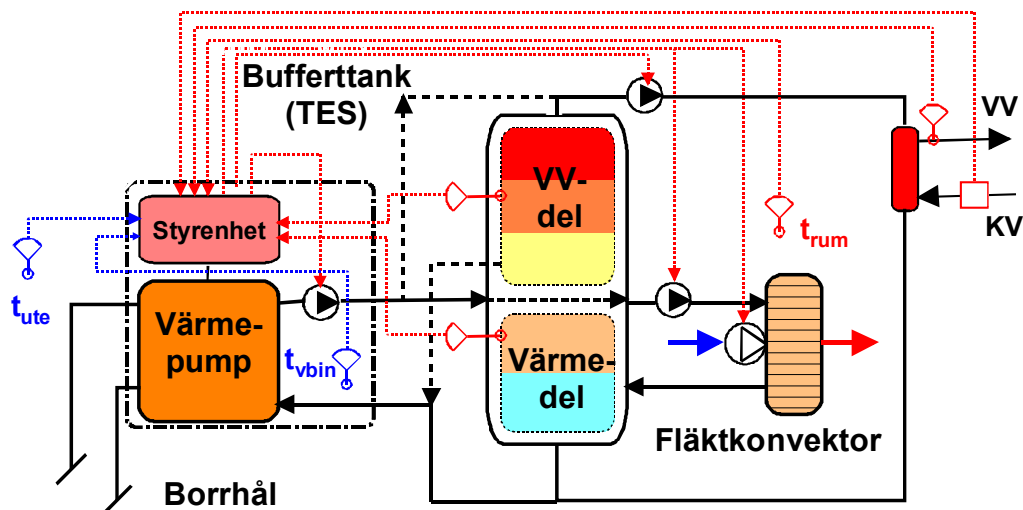 Bufferttank
(TES)
VV
VV-
del
Styrenhet
KV
t_rum
t_ute
Värme-
pump
t_vbin
Värme-
del
Fläktkonvektor
Borrhål